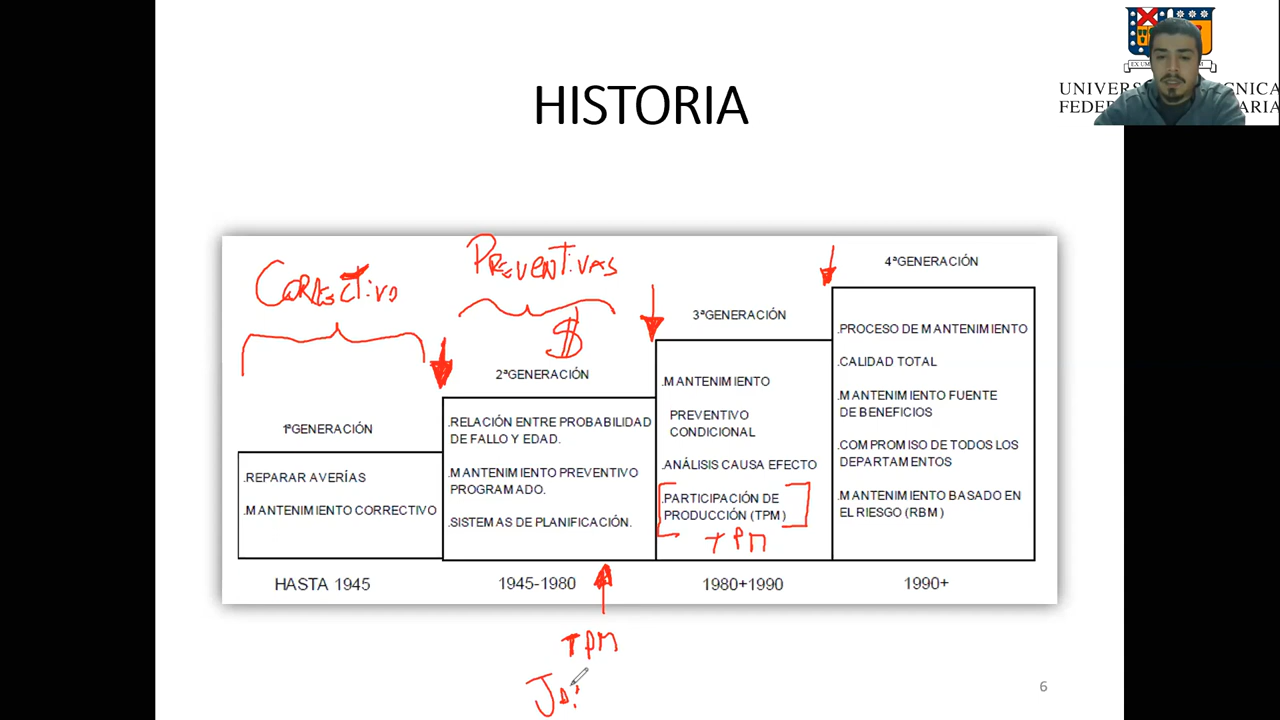 HISTORIA
UNIVERS
CNICA
FEDER
ARIA
CORRECTIVO
PREVENTIVAS
$
1ªGENERACIÓN
.REPARAR AVERÍAS
.MANTENIMIENTO CORRECTIVO
HASTA 1945
2ªGENERACIÓN
.RELACIÓN ENTRE PROBABILIDAD
DE FALLO Y EDAD.
.MANTENIMIENTO PREVENTIVO
PROGRAMADO.
.SISTEMAS DE PLANIFICACIÓN.
1945-1980
3ªGENERACIÓN
.MANTENIMIENTO
PREVENTIVO
CONDICIONAL
.ANÁLISIS CAUSA EFECTO
.PARTICIPACIÓN DE
PRODUCCIÓN (TPM)
TPM
1980+1990
4ªGENERACIÓN
.PROCESO DE MANTENIMIENTO
.CALIDAD TOTAL
.MANTENIMIENTO FUENTE
DE BENEFICIOS
.COMPROMISO DE TODOS LOS
DEPARTAMENTOS
.MANTENIMIENTO BASADO EN
EL RIESGO (RBM)
1990+
TPM
6